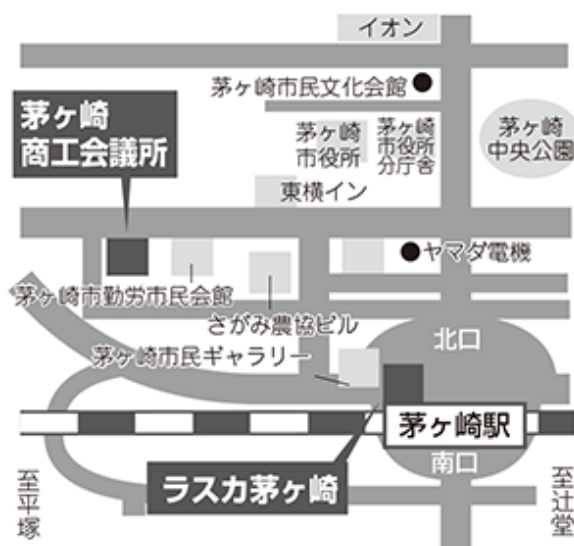 イオン
茅ヶ崎市民文化会館
茅ヶ崎
商工会議所
茅ヶ崎
市役所
茅ヶ崎
市役所
分庁舎
茅ヶ崎
中央公園
東横イン
ヤマダ電機
茅ヶ崎市勤労市民会館
さがみ農協ビル
茅ヶ崎市民ギャラリー
北口
茅ヶ崎駅
南口
ラスカ茅ヶ崎
至平塚
至辻堂